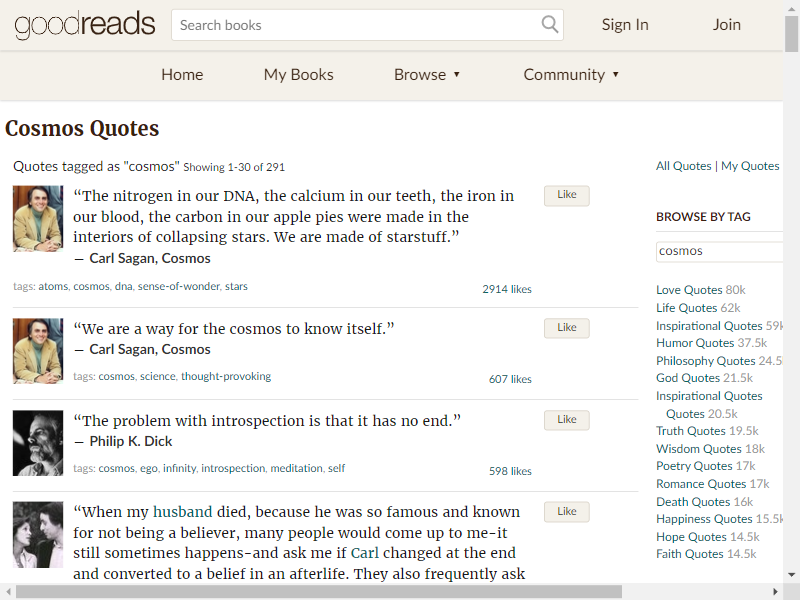 goodreads
Search books
Sign In
Join
Home
My Books
Browse ▼
Community ▼
Cosmos Quotes
Quotes tagged as "cosmos" Showing 1-30 of 291
“The nitrogen in our DNA, the calcium in our teeth, the iron in
our blood, the carbon in our apple pies were made in the
interiors of collapsing stars. We are made of starstuff.”
― Carl Sagan, Cosmos
tags: atoms, cosmos, dna, sense-of-wonder, stars
2914 likes
Like
“We are a way for the cosmos to know itself.”
― Carl Sagan, Cosmos
tags: cosmos, science, thought-provoking
607 likes
Like
“The problem with introspection is that it has no end.”
― Philip K. Dick
tags: cosmos, ego, infinity, introspection, meditation, self
598 likes
Like
“When my husband died, because he was so famous and known
for not being a believer, many people would come up to me-it
still sometimes happens-and ask me if Carl changed at the end
and converted to a belief in an afterlife. They also frequently ask
Like
All Quotes | My Quotes
BROWSE BY TAG
cosmos
Love Quotes 80k
Life Quotes 62k
Inspirational Quotes 59k
Humor Quotes 37.5k
Philosophy Quotes 24.5
God Quotes 21.5k
Inspirational Quotes
Quotes 20.5k
Truth Quotes 19.5k
Wisdom Quotes 18k
Poetry Quotes 17k
Romance Quotes 17k
Death Quotes 16k
Happiness Quotes 15.5k
Hope Quotes 14.5k
Faith Quotes 14.5k